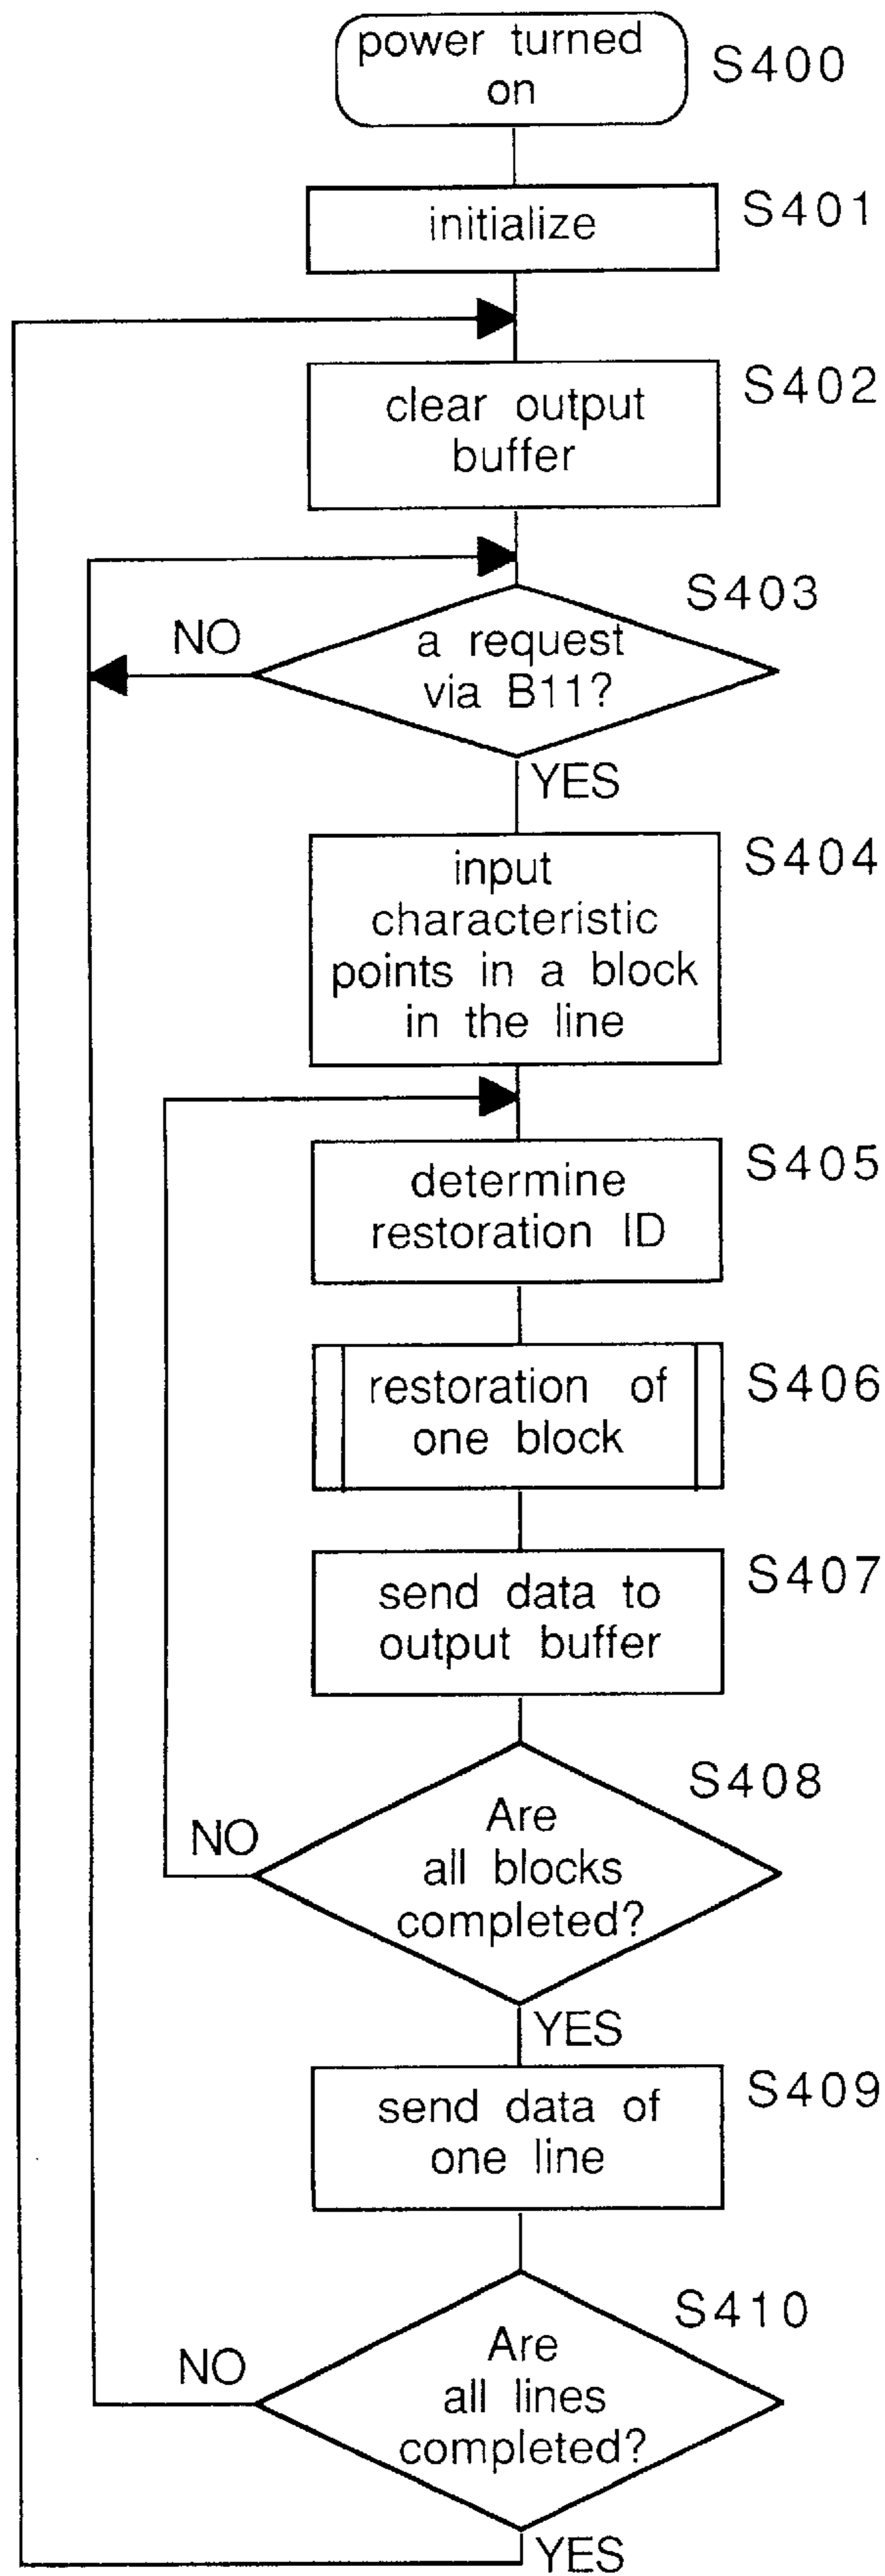 power turned
on
S400
initialize
S401
clear output
buffer
S402
S403
NO
a request
via B11?
YES
input
characteristic
points in a block
in the line
S404
determine
restoration ID
S405
restoration of
one block
S406
send data to
output buffer
S407
S408
NO
Are
all blocks
completed?
YES
send data of
one line
S409
S410
NO
Are
all lines
completed?
YES